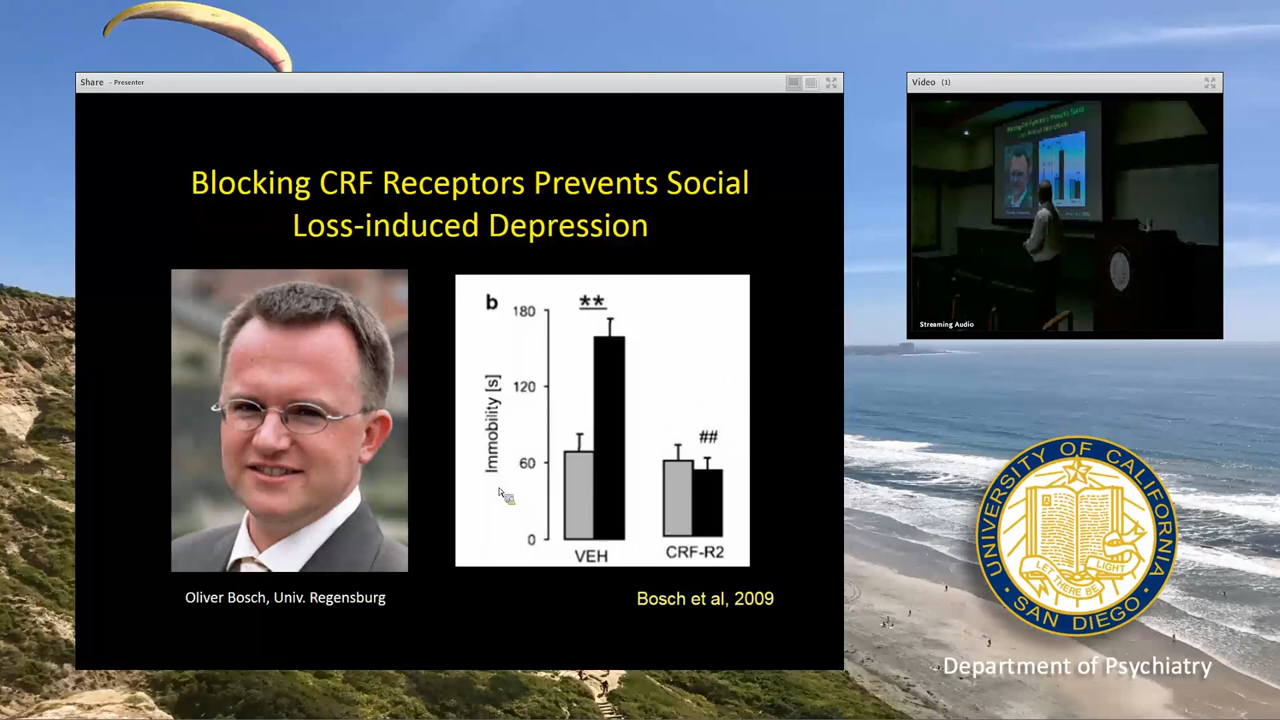 Share - Presenter
Video (1)
Blocking CRF Receptors Prevents Social
Loss-induced Depression
b
180
120
60
0
Immobility [s]
**
##
VEH
CRF-R2
Oliver Bosch, Univ. Regensburg
Bosch et al, 2009
Streaming Audio
UNIVERSITY OF CALIFORNIA
SAN DIEGO
LET THERE BE
LIGHT
Department of Psychiatry